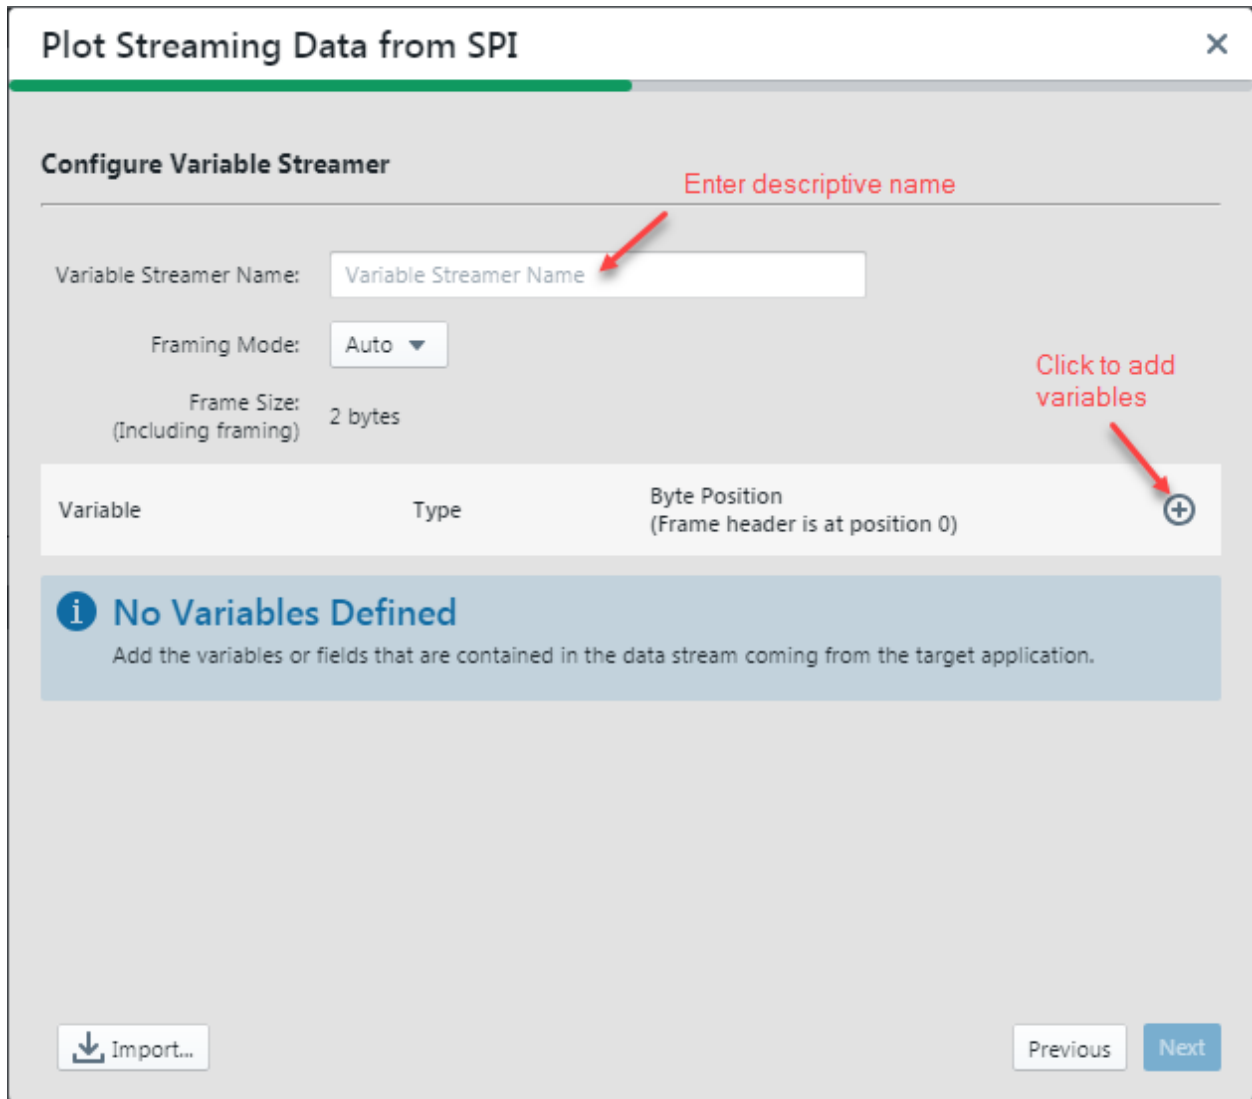 Plot Streaming Data from SPI
Configure Variable Streamer
Enter descriptive name
Variable Streamer Name:
Variable Streamer Name
Framing Mode:
Auto
Click to add
variables
Frame Size:
(Including framing)
2 bytes
Variable
Type
Byte Position
(Frame header is at position 0)
No Variables Defined
Add the variables or fields that are contained in the data stream coming from the target application.
Import...
Previous
Next